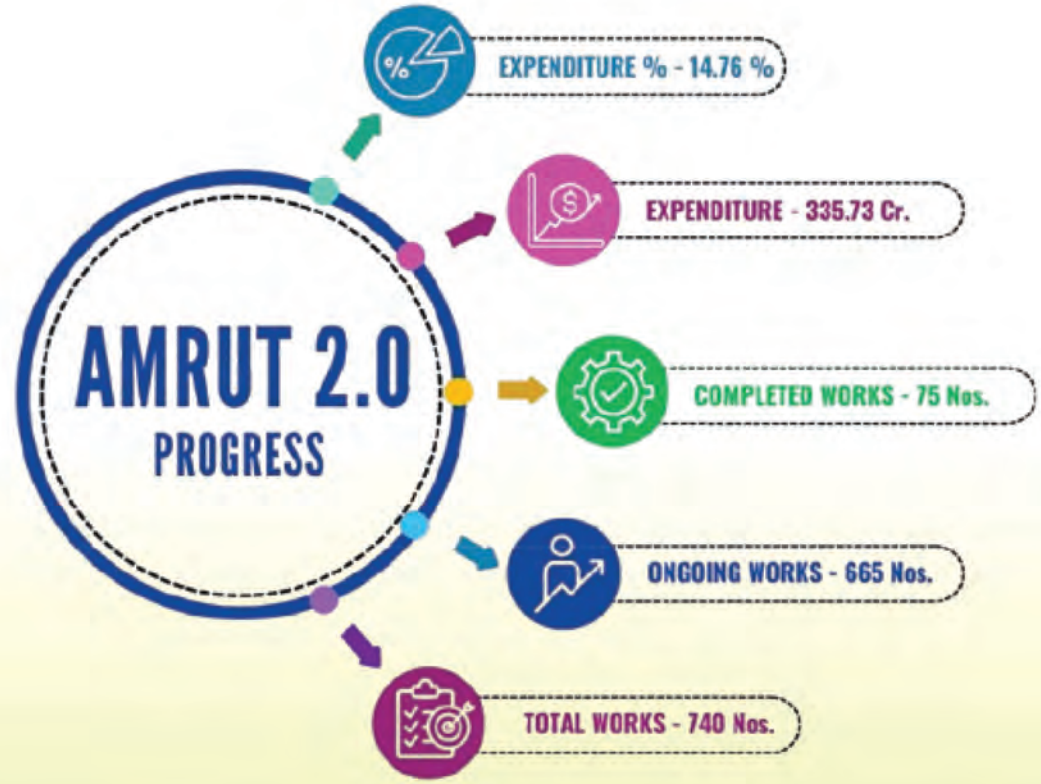 EXPENDITURE % - 14.76 %
%
EXPENDITURE - 335.73 Cr.
$
AMRUT 2.0
PROGRESS
COMPLETED WORKS - 75 Nos.
ONGOING WORKS - 665 Nos.
TOTAL WORKS - 740 Nos.